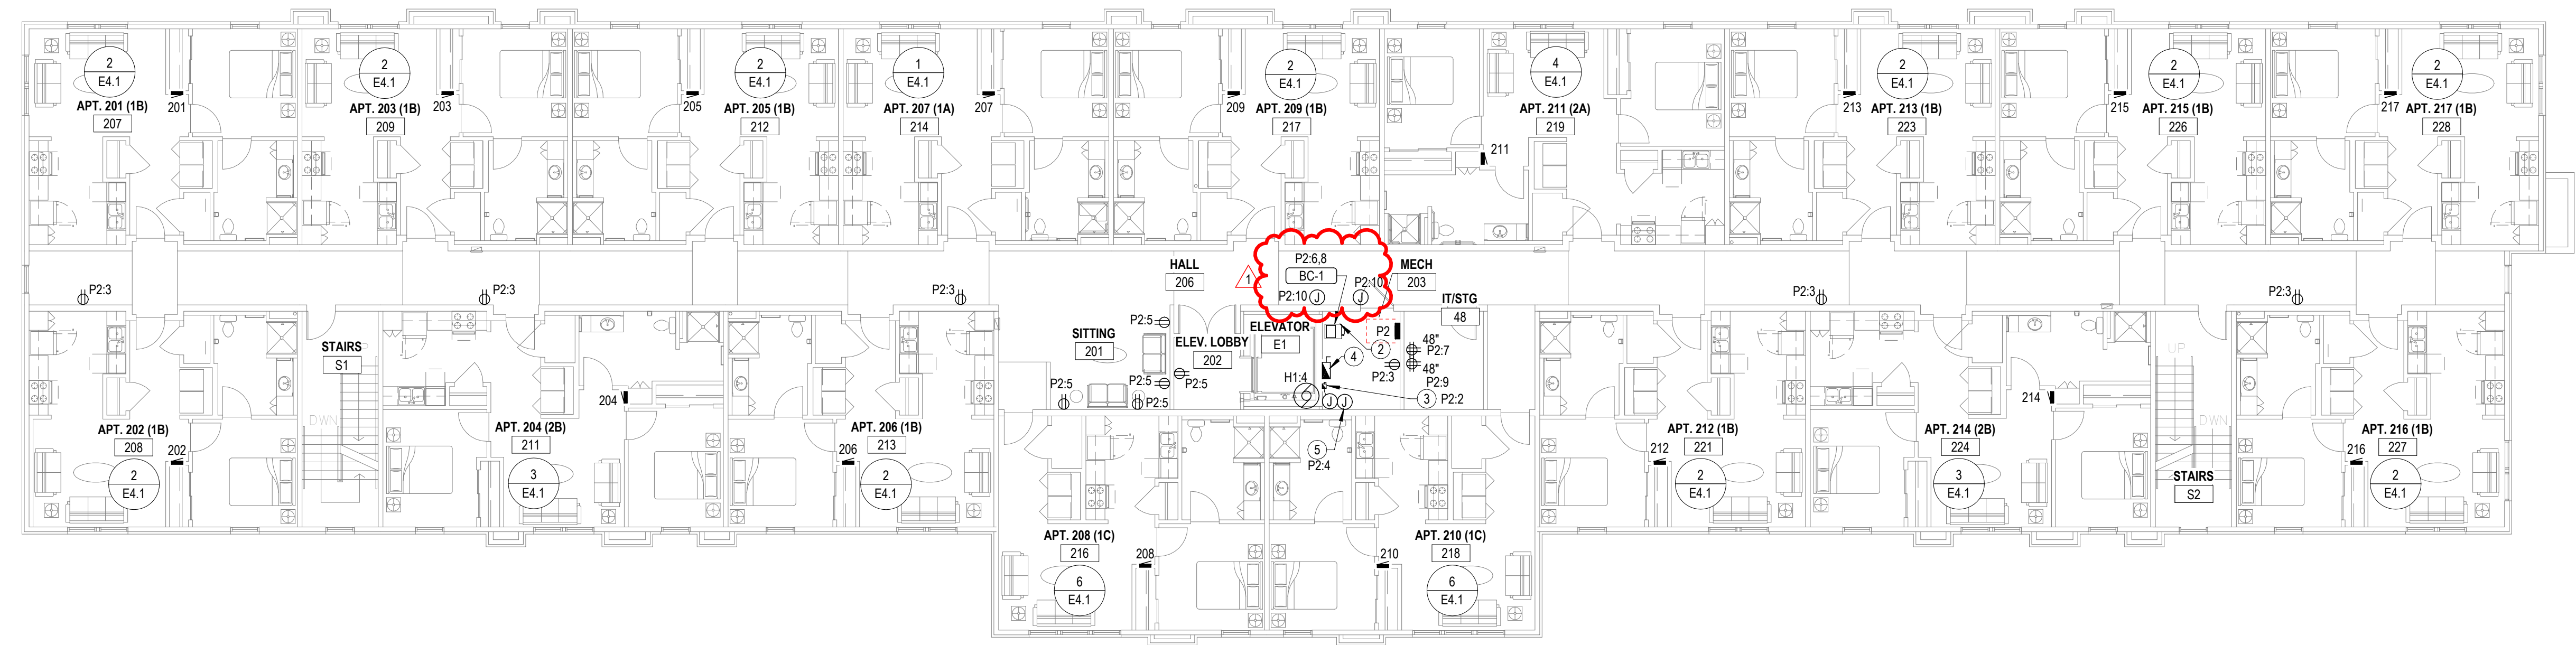 2
E4.1
APT. 201 (1B)
207
201
2
E4.1
APT. 203 (1B)
209
203
205
2
E4.1
APT. 205 (1B)
212
1
E4.1
APT. 207 (1A)
214
207
209
2
E4.1
APT. 209 (1B)
217
4
E4.1
APT. 211 (2A)
219
211
213
2
E4.1
APT. 213 (1B)
223
215
2
E4.1
APT. 215 (1B)
226
217
2
E4.1
APT. 217 (1B)
228
P2:3
P2:3
P2:3
HALL
206
1
P2:6,8
BC-1
P2:10
J
P2:10
J
MECH
203
P2:3
P2:3
STAIRS
S1
DWN
SITTING
201
P2:5
P2:5
P2:5
P2:5
P2:5
ELEV. LOBBY
202
ELEVATOR
E1
H1:4
2
4
P2
IT/STG
48
48"
P2:7
48"
P2:3
P2:9
3
P2:2
J
J
5
P2:4
UP
DWN
STAIRS
S2
APT. 202 (1B)
208
202
2
E4.1
204
APT. 204 (2B)
211
3
E4.1
206
APT. 206 (1B)
213
2
E4.1
APT. 208 (1C)
216
208
6
E4.1
210
APT. 210 (1C)
218
6
E4.1
212
APT. 212 (1B)
221
2
E4.1
214
APT. 214 (2B)
224
3
E4.1
216
APT. 216 (1B)
227
2
E4.1